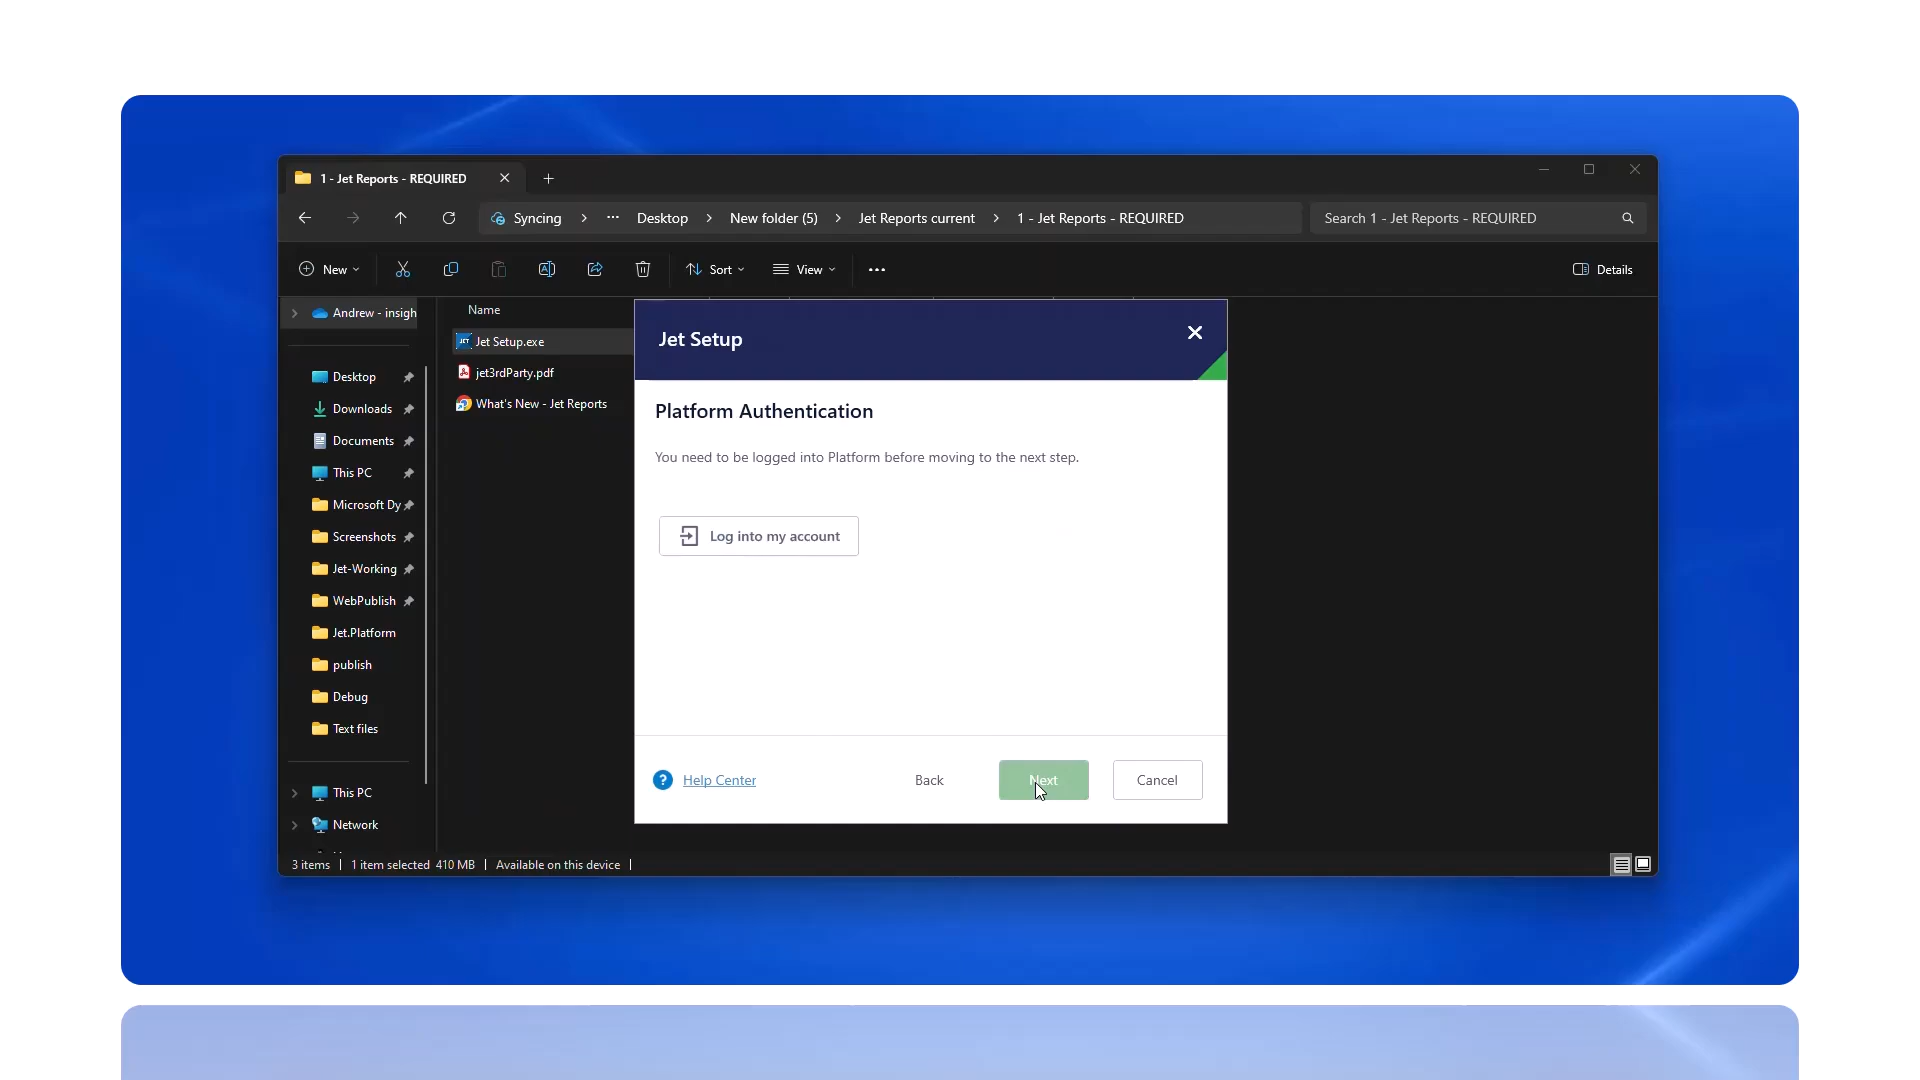 1 - Jet Reports - REQUIRED
Syncing > ... Desktop > New folder (5) > Jet Reports current > 1 - Jet Reports - REQUIRED
Search 1 - Jet Reports - REQUIRED
New
Sort
View
Details
Andrew - insigh
Desktop
Downloads
Documents
This PC
Microsoft Dy
Screenshots
Jet-Working
WebPublish
Jet.Platform
publish
Debug
Text files
This PC
Network
Name
JET Jet Setup.exe
jet3rdParty.pdf
What's New - Jet Reports
Jet Setup
Platform Authentication
You need to be logged into Platform before moving to the next step.
Log into my account
? Help Center
Back
Next
Cancel
3 items | 1 item selected 410 MB | Available on this device |